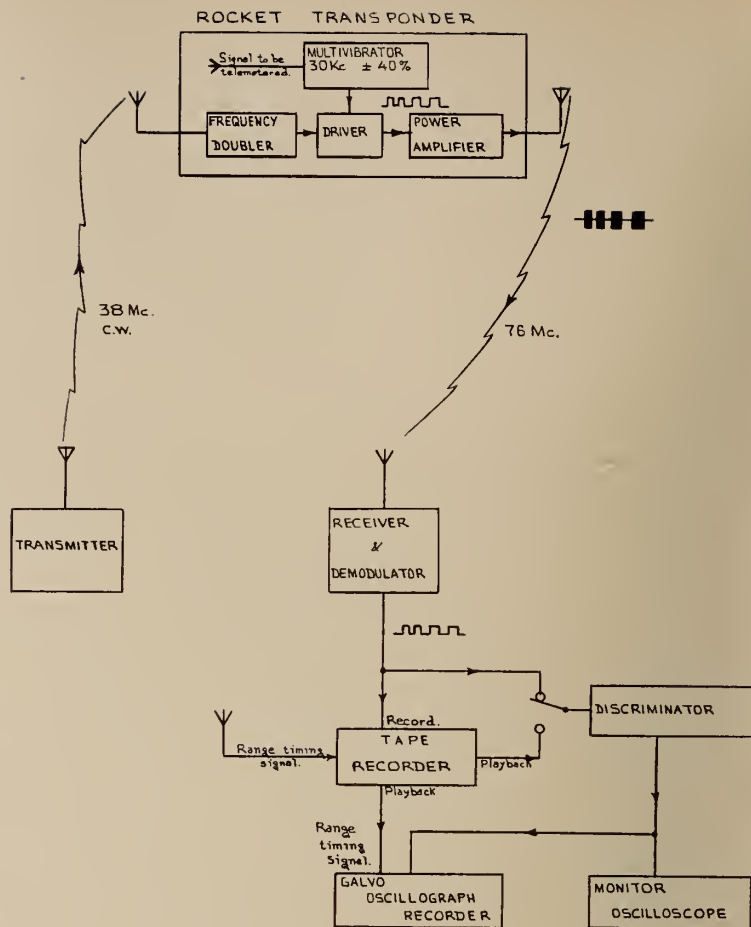 ROCKET TRANSPONDER
Signal to be
telemetered.
MULTIVIBRATOR
30Kc ± 40%
FREQUENCY
DOUBLER
DRIVER
POWER
AMPLIFIER
38 Mc.
C.W.
76 Mc.
TRANSMITTER
RECEIVER
&
DEMODULATOR
Record.
TAPE
RECORDER
Range timing
signal.
Playback
Playback
DISCRIMINATOR
Range
timing
signal.
GALVO
OSCILLOGRAPH
RECORDER
MONITOR
OSCILLOSCOPE